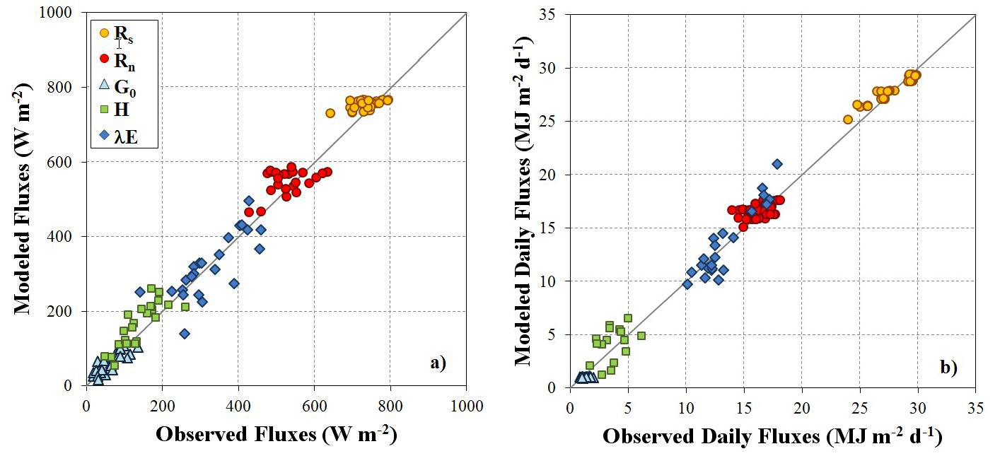 Modeled Fluxes (W m-2)
1000
800
600
400
200
0
Rs
Rn
G0
H
λE
a)
0 200 400 600 800 1000
Observed Fluxes (W m-2)
Modeled Daily Fluxes (MJ m-2 d-1)
35
30
25
20
15
10
5
0
b)
0 5 10 15 20 25 30 35
Observed Daily Fluxes (MJ m-2 d-1)